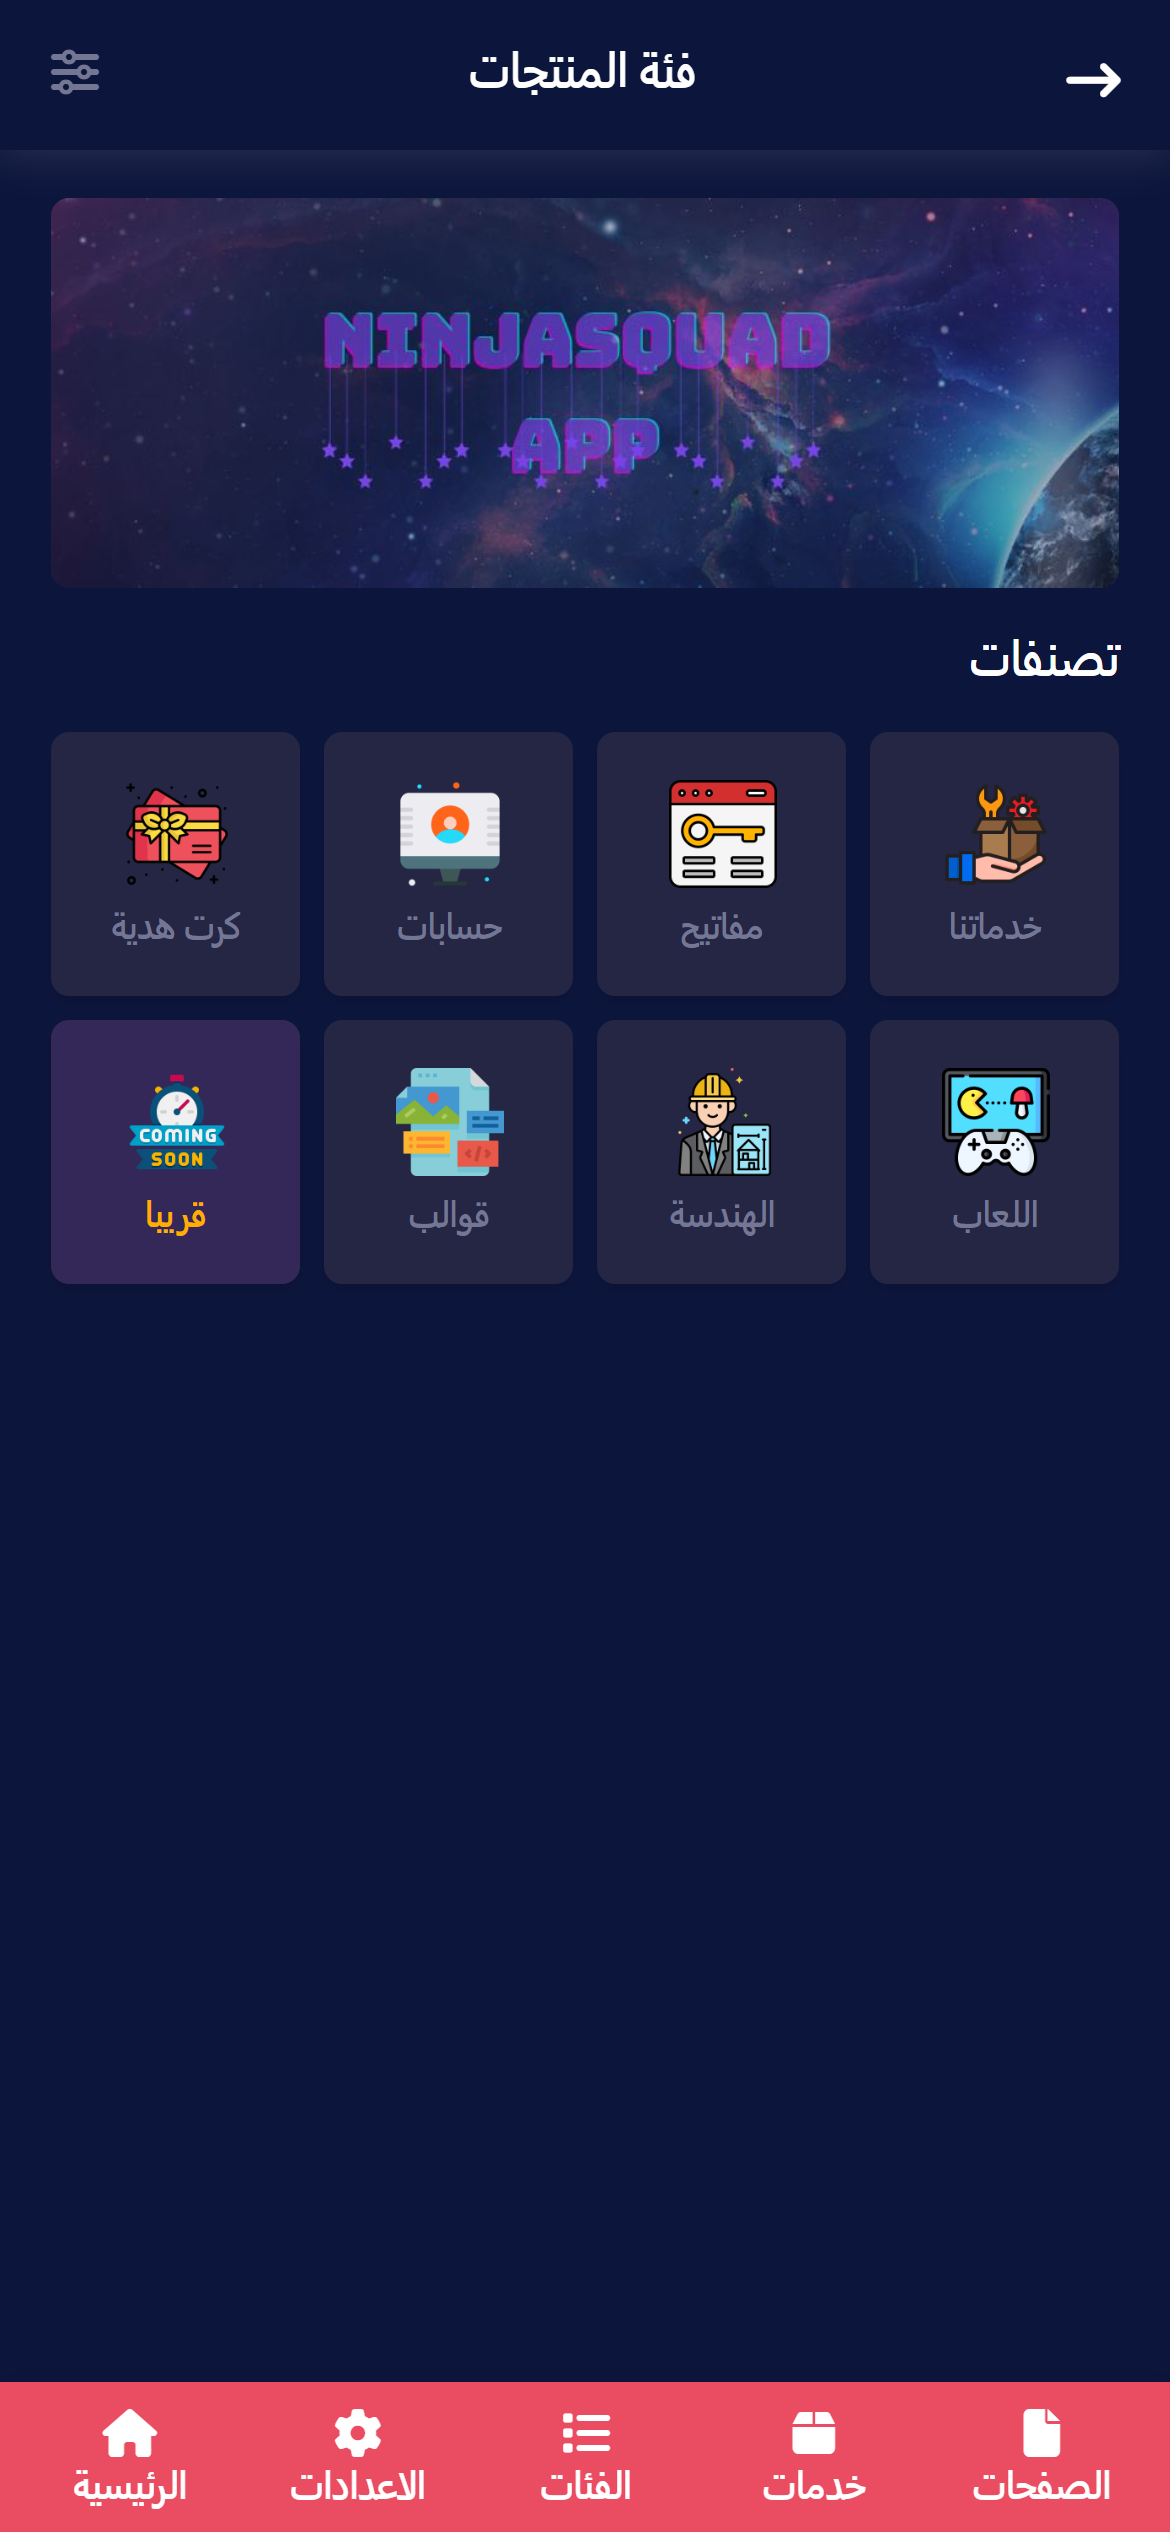 فئة المنتجات
NINJASQUAD
APP
تصنفات
خدماتنا
مفاتيح
حسابات
كرت هدية
اللعاب
الهندسة
قوالب
COMING
SOON
قريبا
الصفحات
خدمات
الفئات
الاعدادات
الرئيسية